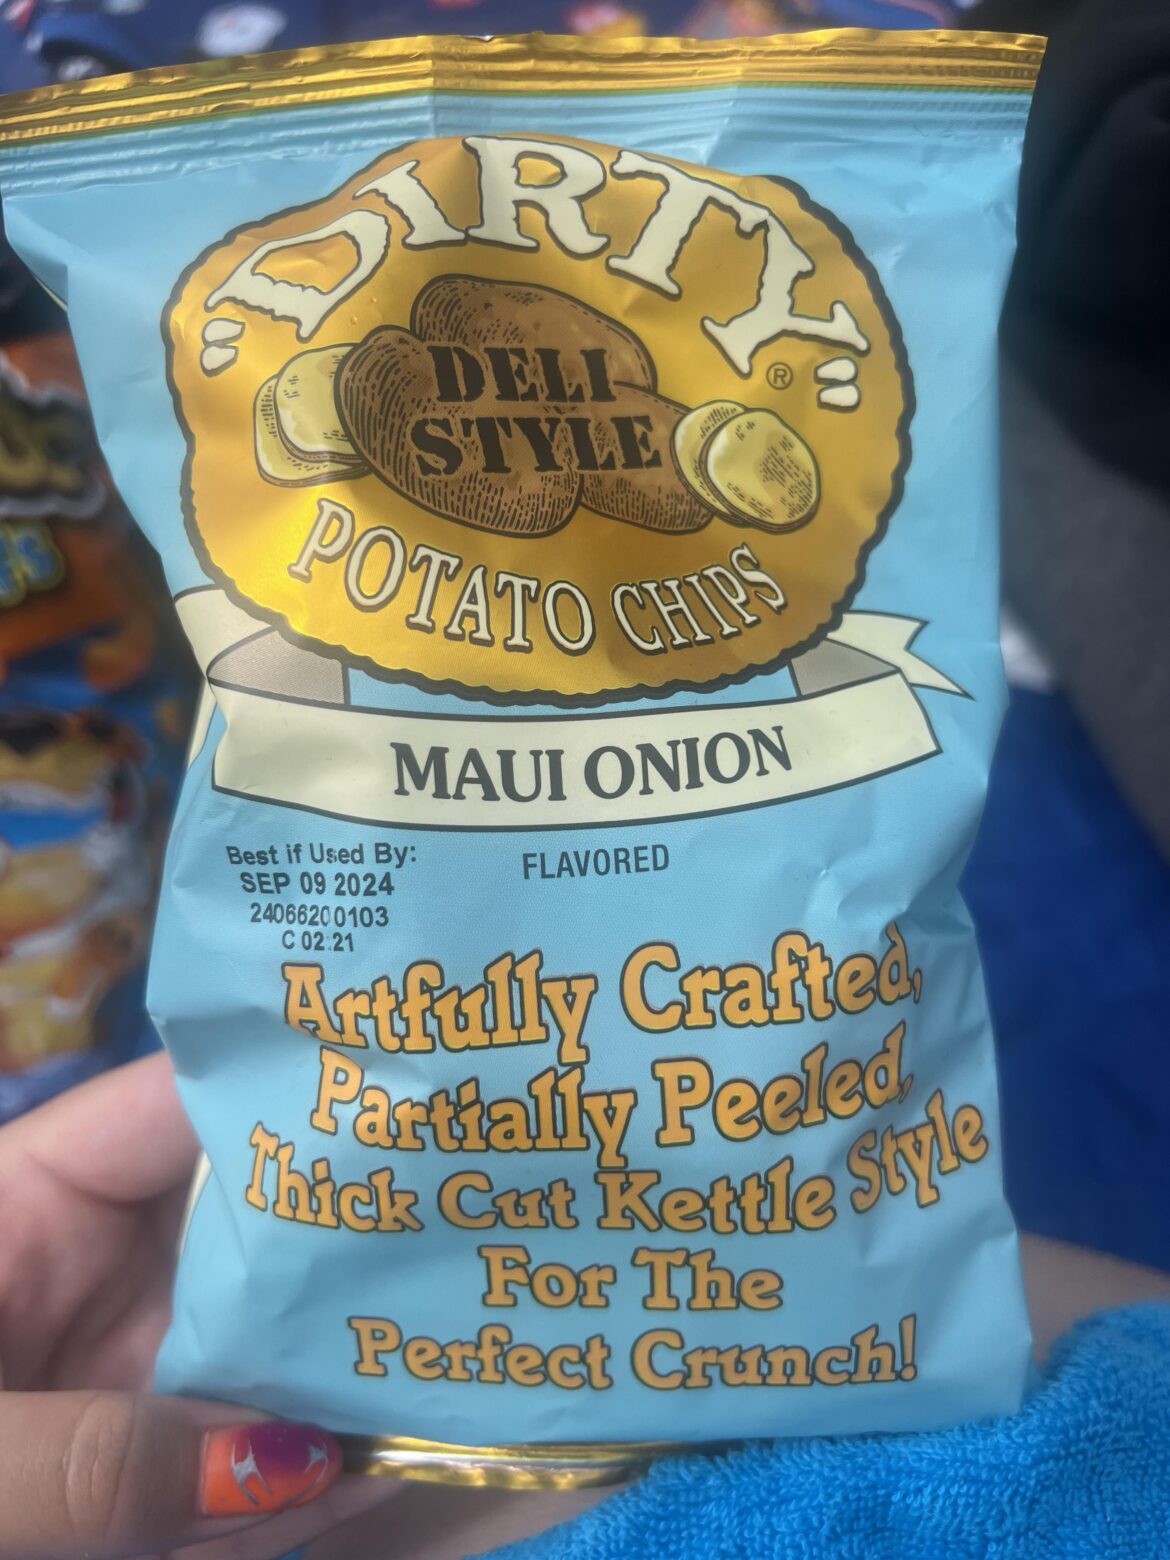 "DIRTY"®
DELI
STYLE
POTATO CHIPS
MAUI ONION
FLAVORED
Best if Used By:
SEP 09 2024
24066200103
C 02:21
Artfully Crafted,
Partially Peeled,
Thick Cut Kettle Style
For The
Perfect Crunch!